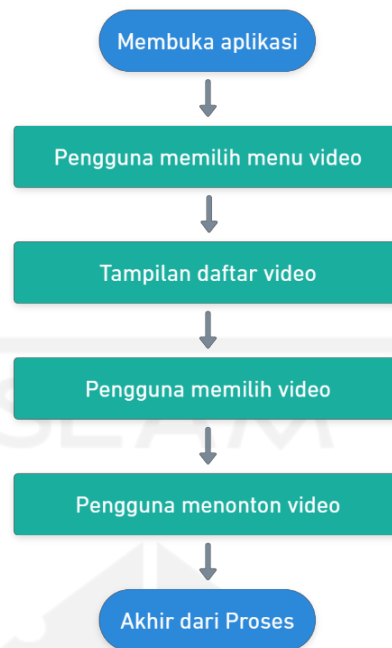 Membuka aplikasi
Pengguna memilih menu video
Tampilan daftar video
Pengguna memilih video
Pengguna menonton video
Akhir dari Proses